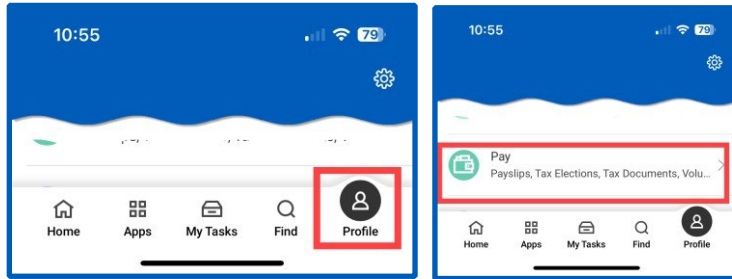 10:55
79
Home
Apps
My Tasks
Find
Profile
10:55
79
Pay
Payslips, Tax Elections, Tax Documents, Volu...
Home
Apps
My Tasks
Find
Profile